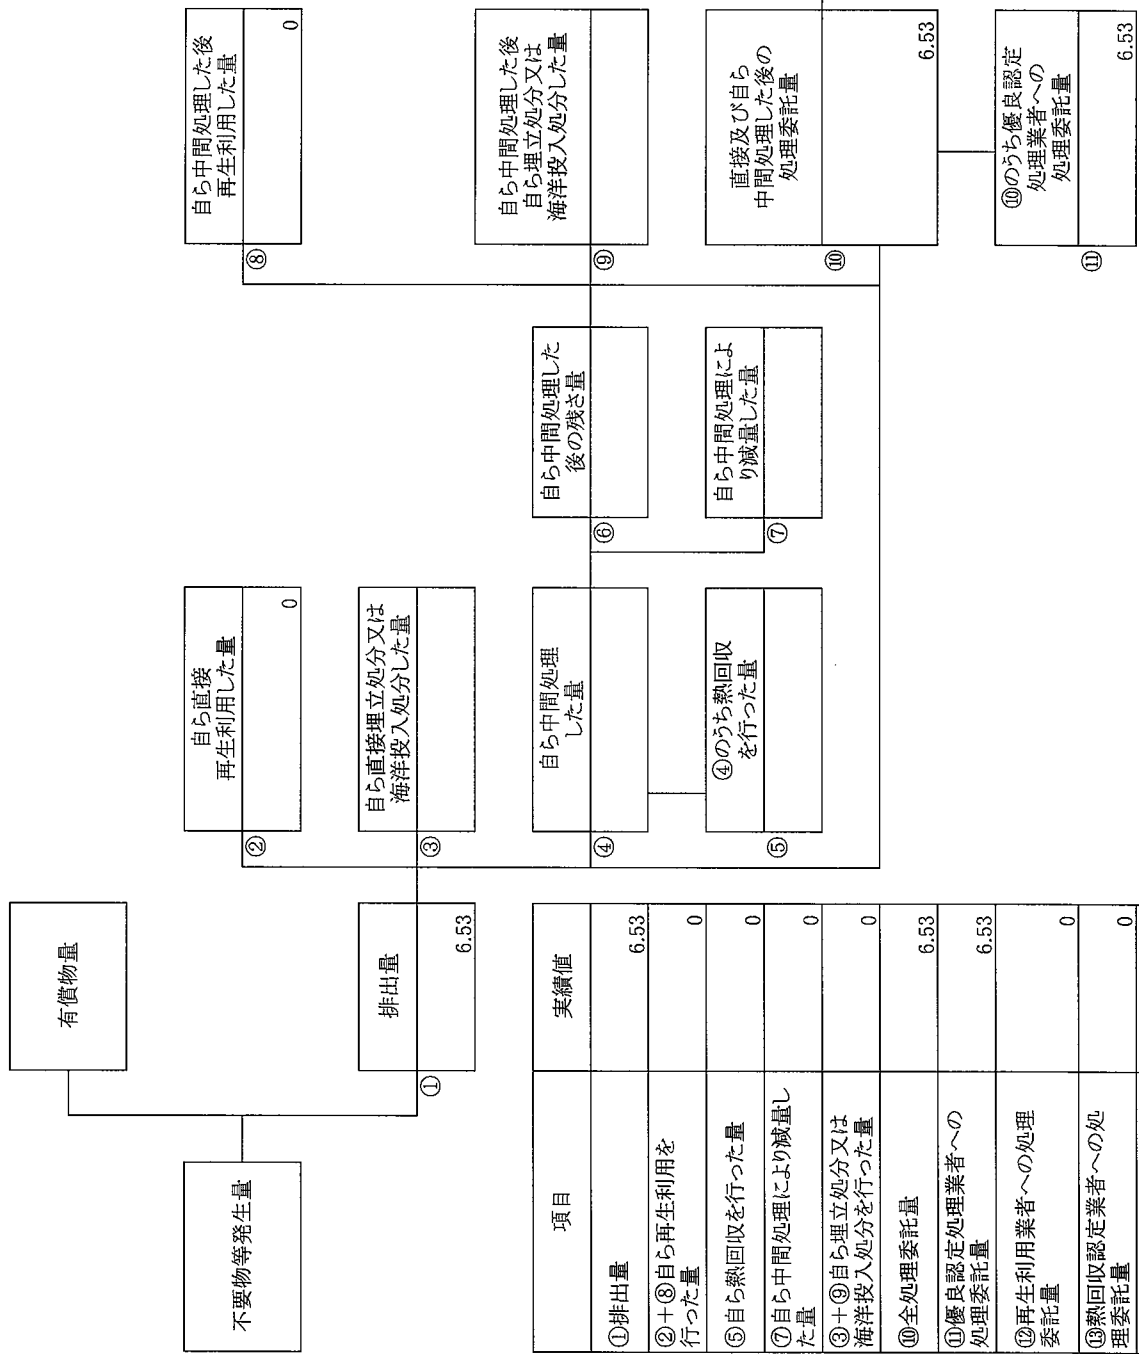 不要物等発生量
有償物量
排出量
①
6.53
自ら直接
再生利用した量
②
0
自ら直接埋立処分又は
海洋投入処分した量
③
自ら中間処理
した量
④
④のうち熱回収
を行った量
⑤
自ら中間処理した
後の残さ量
⑥
自ら中間処理によ
り減量した量
⑦
自ら中間処理した後
再生利用した量
⑧
0
自ら中間処理した後
自ら埋立処分又は
海洋投入処分した量
⑨
直接及び自ら
中間処理した後の
処理委託量
⑩
6.53
⑩のうち優良認定
処理業者への
処理委託量
⑪
6.53
項目
実績値
①排出量
6.53
②+⑧自ら再生利用を
行った量
0
⑤自ら熱回収を行った量
0
⑦自ら中間処理により減量し
た量
0
③+⑨自ら埋立処分又は
海洋投入処分を行った量
0
⑩全処理委託量
6.53
⑪優良認定処理業者への
処理委託量
6.53
⑫再生利用業者への処理
委託量
0
⑬熱回収認定業者への処
理委託量
0